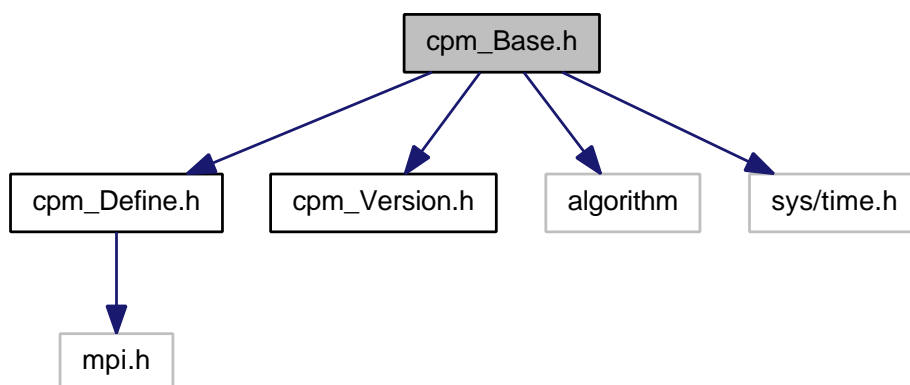 cpm_Base.h
cpm_Define.h
cpm_Version.h
algorithm
sys/time.h
mpi.h